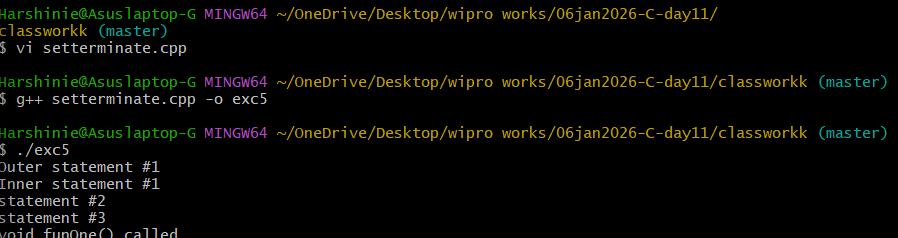 Harshinie@Asuslaptop-G MINGW64 ~/OneDrive/Desktop/wipro works/06jan2026-C-day11/
classworkk (master)
$ vi setterminate.cpp
Harshinie@Asuslaptop-G MINGW64 ~/OneDrive/Desktop/wipro works/06jan2026-C-day11/classworkk (master)
$ g++ setterminate.cpp -o exc5
Harshinie@Asuslaptop-G MINGW64 ~/OneDrive/Desktop/wipro works/06jan2026-C-day11/classworkk (master)
$ ./exc5
Outer statement #1
Inner statement #1
statement #2
statement #3
void funOne() called